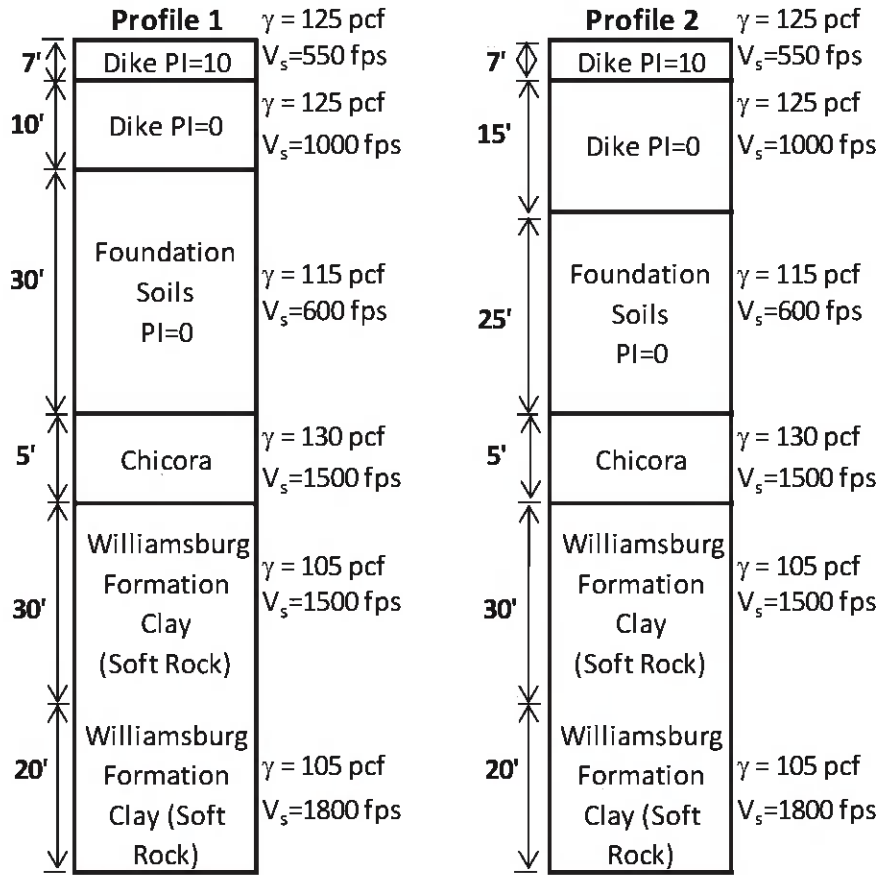 Profile 1
γ = 125 pcf
7'
Dike PI=10
Vs=550 fps
10'
Dike PI=0
γ = 125 pcf
Vs=1000 fps
30'
Foundation
Soils
PI=0
γ = 115 pcf
Vs=600 fps
5'
Chicora
γ = 130 pcf
Vs=1500 fps
30'
Williamsburg
Formation
Clay
(Soft Rock)
γ = 105 pcf
Vs=1500 fps
20'
Williamsburg
Formation
Clay (Soft
Rock)
γ = 105 pcf
Vs=1800 fps
Profile 2
γ = 125 pcf
7'
Dike PI=10
Vs=550 fps
15'
Dike PI=0
γ = 125 pcf
Vs=1000 fps
25'
Foundation
Soils
PI=0
γ = 115 pcf
Vs=600 fps
5'
Chicora
γ = 130 pcf
Vs=1500 fps
30'
Williamsburg
Formation
Clay
(Soft Rock)
γ = 105 pcf
Vs=1500 fps
20'
Williamsburg
Formation
Clay (Soft
Rock)
γ = 105 pcf
Vs=1800 fps